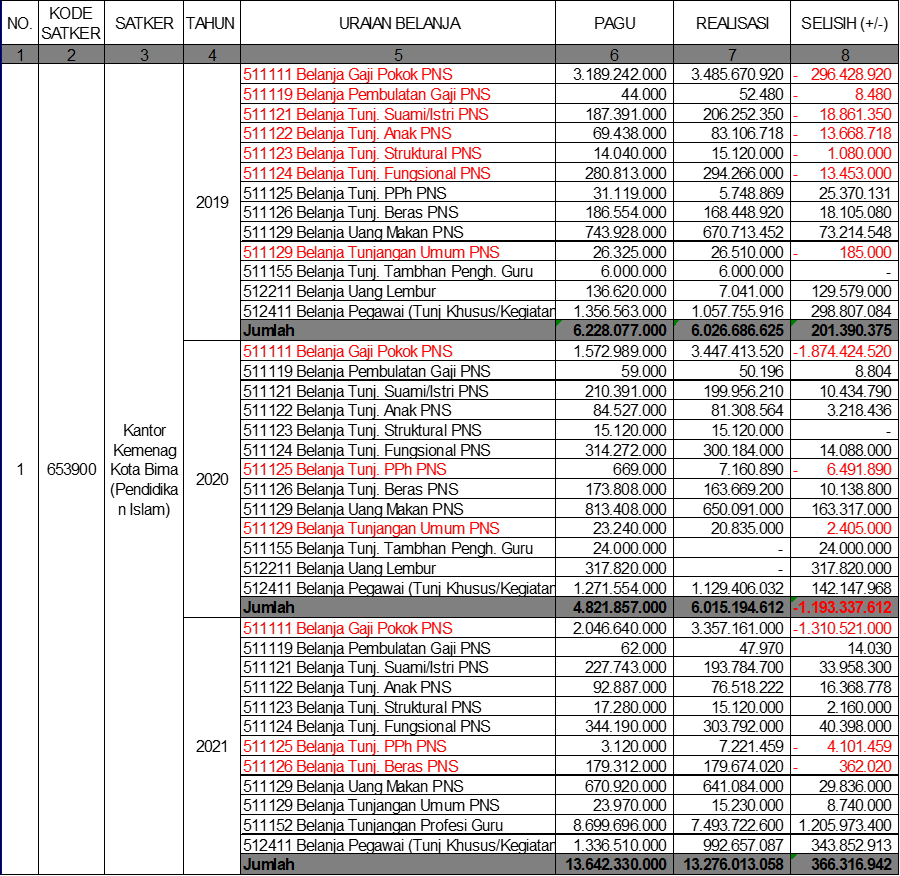 NO. KODE SATKER SATKER TAHUN URAIAN BELANJA PAGU REALISASI SELISIH (+/-)
1 2 3 4 5 6 7 8
511111 Belanja Gaji Pokok PNS 3.189.242.000 3.485.670.920 - 296.428.920
511119 Belanja Pembulatan Gaji PNS 44.000 52.480 - 8.480
511121 Belanja Tunj. Suami/Istri PNS 187.391.000 206.252.350 - 18.861.350
511122 Belanja Tunj. Anak PNS 69.438.000 83.106.718 - 13.668.718
511123 Belanja Tunj. Struktural PNS 14.040.000 15.120.000 - 1.080.000
511124 Belanja Tunj. Fungsional PNS 280.813.000 294.266.000 - 13.453.000
511125 Belanja Tunj. PPh PNS 31.119.000 5.748.869 25.370.131
2019 511126 Belanja Tunj. Beras PNS 186.554.000 168.448.920 18.105.080
511129 Belanja Uang Makan PNS 743.928.000 670.713.452 73.214.548
511129 Belanja Tunjangan Umum PNS 26.325.000 26.510.000 - 185.000
511155 Belanja Tunj. Tambhan Pengh. Guru 6.000.000 6.000.000 -
512211 Belanja Uang Lembur 136.620.000 7.041.000 129.579.000
512411 Belanja Pegawai (Tunj Khusus/Kegiatan 1.356.563.000 1.057.755.916 298.807.084
Jumlah 6.228.077.000 6.026.686.625 201.390.375
511111 Belanja Gaji Pokok PNS 1.572.989.000 3.447.413.520 -1.874.424.520
511119 Belanja Pembulatan Gaji PNS 59.000 50.196 8.804
511121 Belanja Tunj. Suami/Istri PNS 210.391.000 199.956.210 10.434.790
511122 Belanja Tunj. Anak PNS 84.527.000 81.308.564 3.218.436
511123 Belanja Tunj. Struktural PNS 15.120.000 15.120.000 -
511124 Belanja Tunj. Fungsional PNS 314.272.000 300.184.000 14.088.000
1 653900 Kantor Kemenag Kota Bima (Pendidika n Islam) 2020 511125 Belanja Tunj. PPh PNS 669.000 7.160.890 - 6.491.890
511126 Belanja Tunj. Beras PNS 173.808.000 163.669.200 10.138.800
511129 Belanja Uang Makan PNS 813.408.000 650.091.000 163.317.000
511129 Belanja Tunjangan Umum PNS 23.240.000 20.835.000 2.405.000
511155 Belanja Tunj. Tambhan Pengh. Guru 24.000.000 - 24.000.000
512211 Belanja Uang Lembur 317.820.000 - 317.820.000
512411 Belanja Pegawai (Tunj Khusus/Kegiatan 1.271.554.000 1.129.406.032 142.147.968
Jumlah 4.821.857.000 6.015.194.612 -1.193.337.612
511111 Belanja Gaji Pokok PNS 2.046.640.000 3.357.161.000 -1.310.521.000
511119 Belanja Pembulatan Gaji PNS 62.000 47.970 14.030
511121 Belanja Tunj. Suami/Istri PNS 227.743.000 193.784.700 33.958.300
511122 Belanja Tunj. Anak PNS 92.887.000 76.518.222 16.368.778
511123 Belanja Tunj. Struktural PNS 17.280.000 15.120.000 2.160.000
511124 Belanja Tunj. Fungsional PNS 344.190.000 303.792.000 40.398.000
2021 511125 Belanja Tunj. PPh PNS 3.120.000 7.221.459 - 4.101.459
511126 Belanja Tunj. Beras PNS 179.312.000 179.674.020 - 362.020
511129 Belanja Uang Makan PNS 670.920.000 641.084.000 29.836.000
511129 Belanja Tunjangan Umum PNS 23.970.000 15.230.000 8.740.000
511152 Belanja Tunjangan Profesi Guru 8.699.696.000 7.493.722.600 1.205.973.400
512411 Belanja Pegawai (Tunj Khusus/Kegiatan 1.336.510.000 992.657.087 343.852.913
Jumlah 13.642.330.000 13.276.013.058 366.316.942